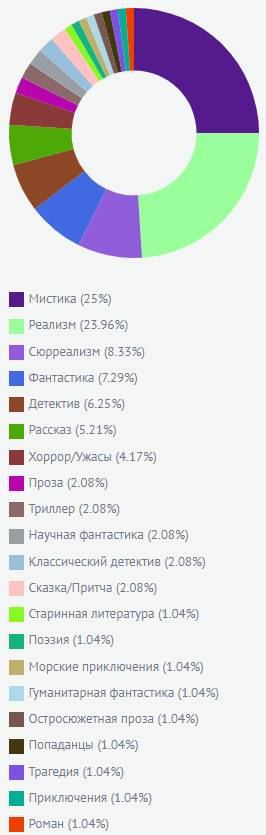 Мистика (25%)
Реализм (23.96%)
Сюрреализм (8.33%)
Фантастика (7.29%)
Детектив (6.25%)
Рассказ (5.21%)
Хоррор/Ужасы (4.17%)
Проза (2.08%)
Триллер (2.08%)
Научная фантастика (2.08%)
Классический детектив (2.08%)
Сказка/Притча (2.08%)
Старинная литература (1.04%)
Поэзия (1.04%)
Морские приключения (1.04%)
Гуманитарная фантастика (1.04%)
Остросюжетная проза (1.04%)
Попаданцы (1.04%)
Трагедия (1.04%)
Приключения (1.04%)
Роман (1.04%)